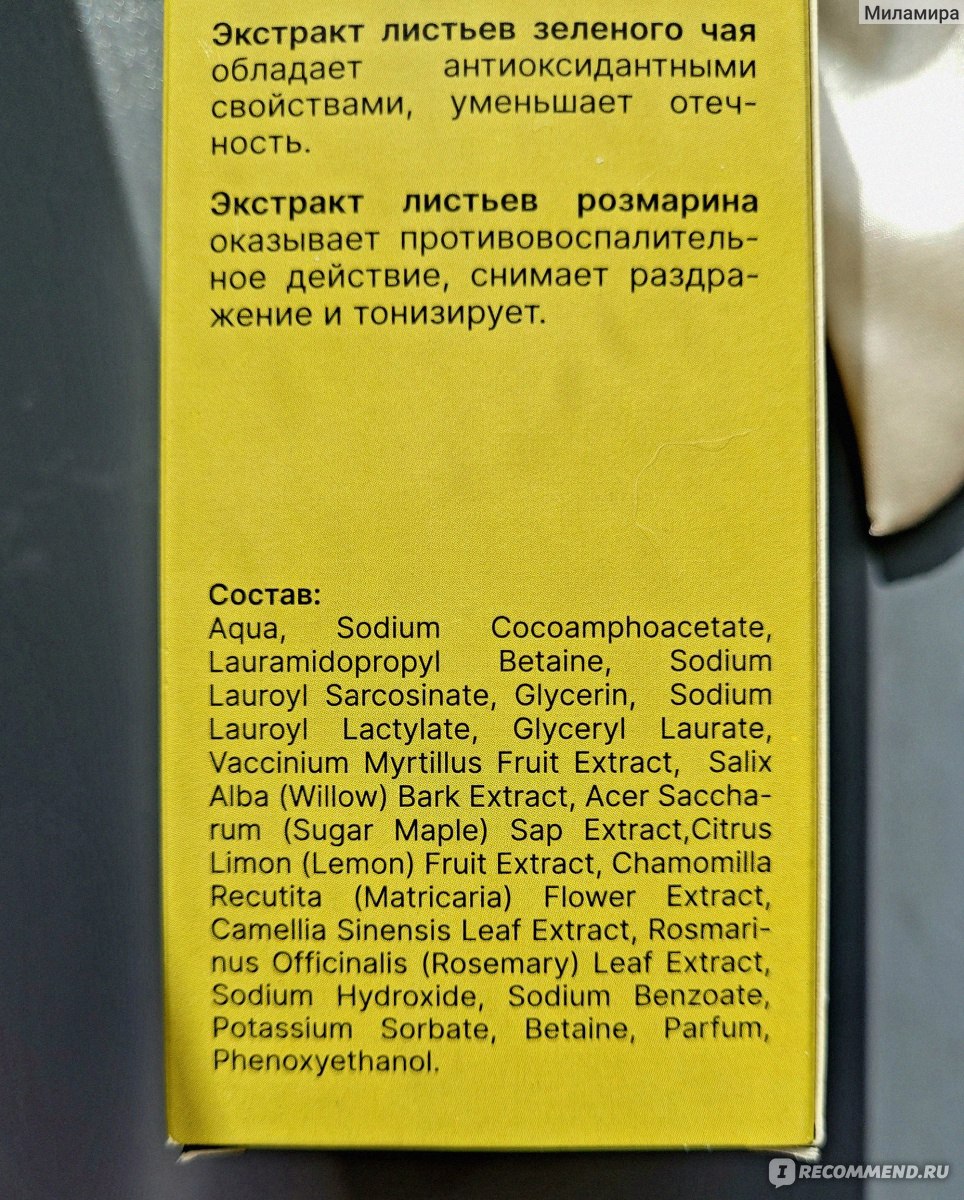 Миламира
Экстракт листьев зеленого чая
обладает антиоксидантными
свойствами, уменьшает отеч-
ность.
Экстракт листьев розмарина
оказывает противовоспалитель-
ное действие, снимает раздра-
жение и тонизирует.
Состав:
Aqua, Sodium Cocoamphoacetate,
Lauramidopropyl Betaine, Sodium
Lauroyl Sarcosinate, Glycerin, Sodium
Lauroyl Lactylate, Glyceryl Laurate,
Vaccinium Myrtillus Fruit Extract, Salix
Alba (Willow) Bark Extract, Acer Saccha-
rum (Sugar Maple) Sap Extract,Citrus
Limon (Lemon) Fruit Extract, Chamomilla
Recutita (Matricaria) Flower Extract,
Camellia Sinensis Leaf Extract, Rosmari-
nus Officinalis (Rosemary) Leaf Extract,
Sodium Hydroxide, Sodium Benzoate,
Potassium Sorbate, Betaine, Parfum,
Phenoxyethanol.
I RECOMMEND.RU